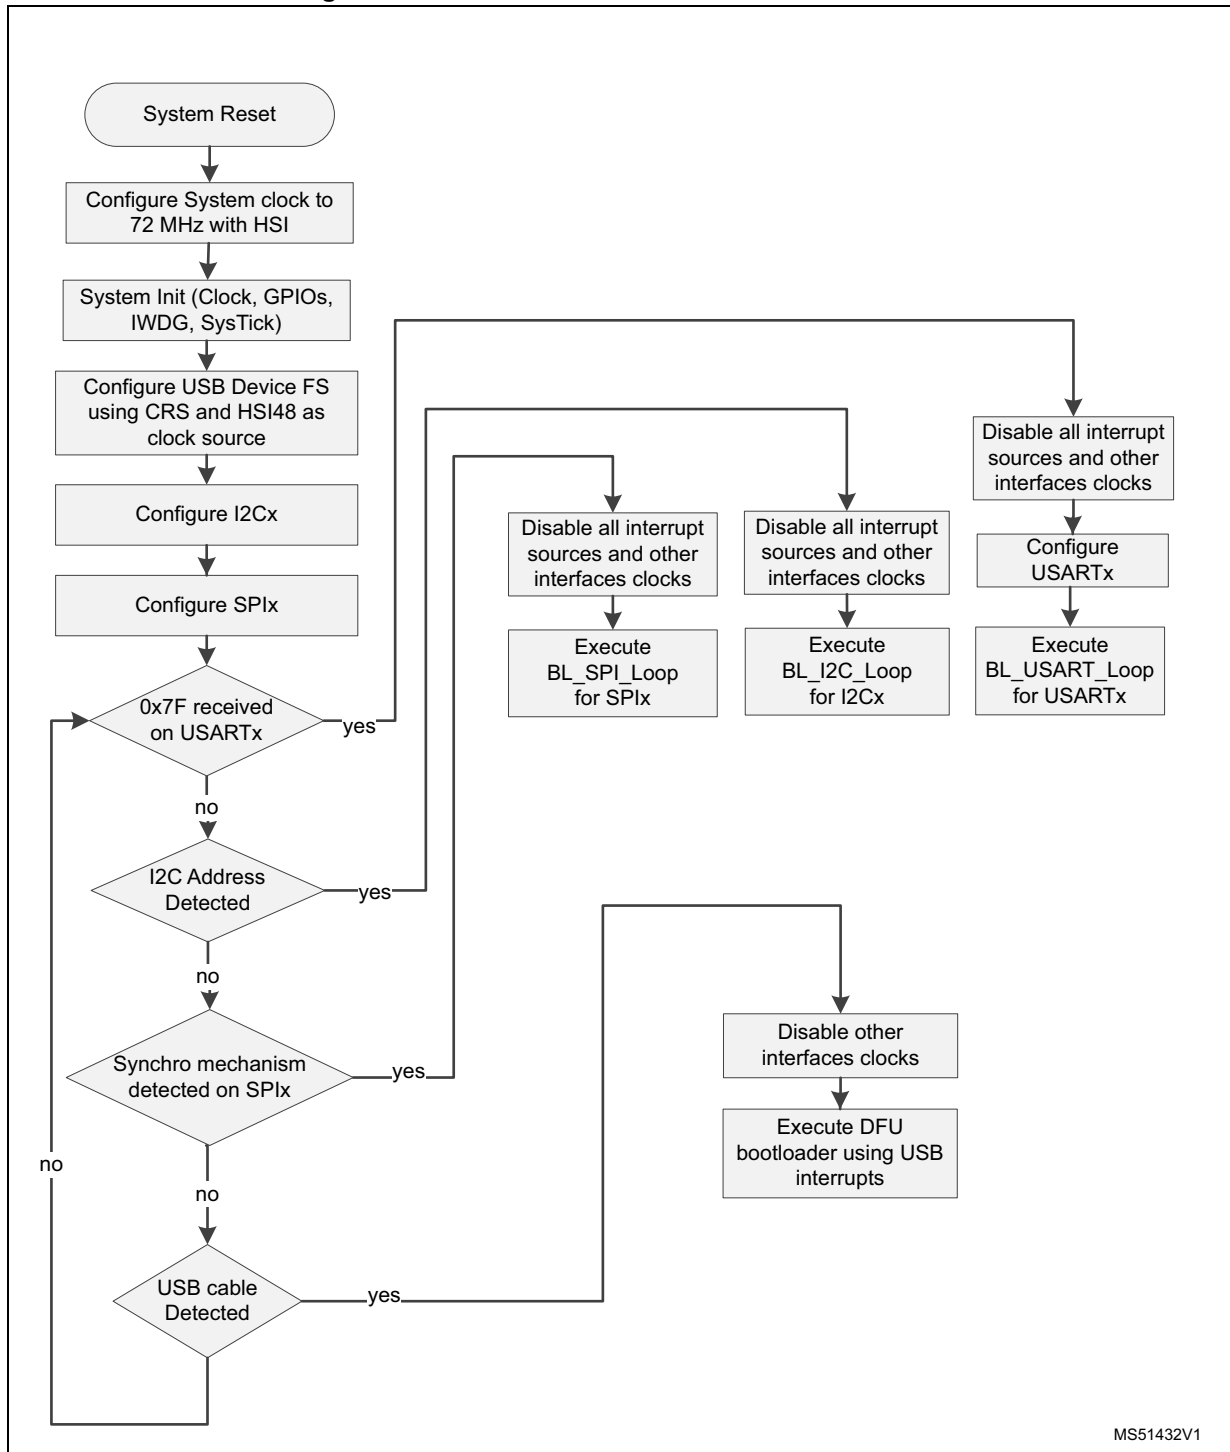 System Reset
Configure System clock to
72 MHz with HSI
System Init (Clock, GPIOs,
IWDG, SysTick)
Configure USB Device FS
using CRS and HSI48 as
clock source
Configure I2Cx
Configure SPIx
0x7F received
on USARTx
yes
no
I2C Address
Detected
yes
no
Synchro mechanism
detected on SPIx
yes
no
no
USB cable
Detected
yes
Disable all interrupt
sources and other
interfaces clocks
Execute
BL_SPI_Loop
for SPIx
Disable all interrupt
sources and other
interfaces clocks
Execute
BL_I2C_Loop
for I2Cx
Disable all interrupt
sources and other
interfaces clocks
Configure
USARTx
Execute
BL_USART_Loop
for USARTx
Disable other
interfaces clocks
Execute DFU
bootloader using USB
interrupts
MS51432V1